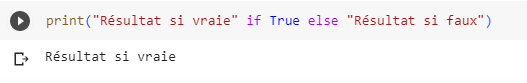 print("Résultat si vraie" if True else "Résultat si faux")
Résultat si vraie